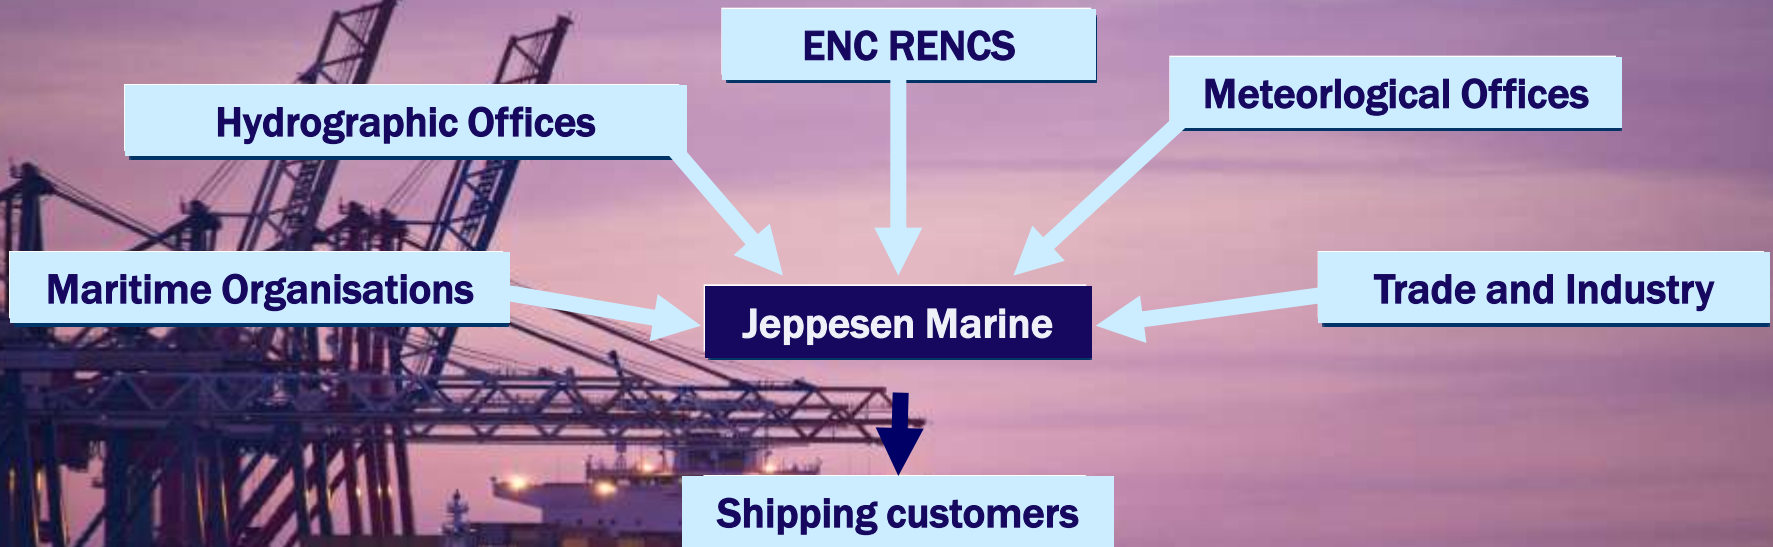 ENC RENCS
Meteorlogical Offices
Hydrographic Offices
Maritime Organisations
Trade and Industry
Jeppesen Marine
Shipping customers